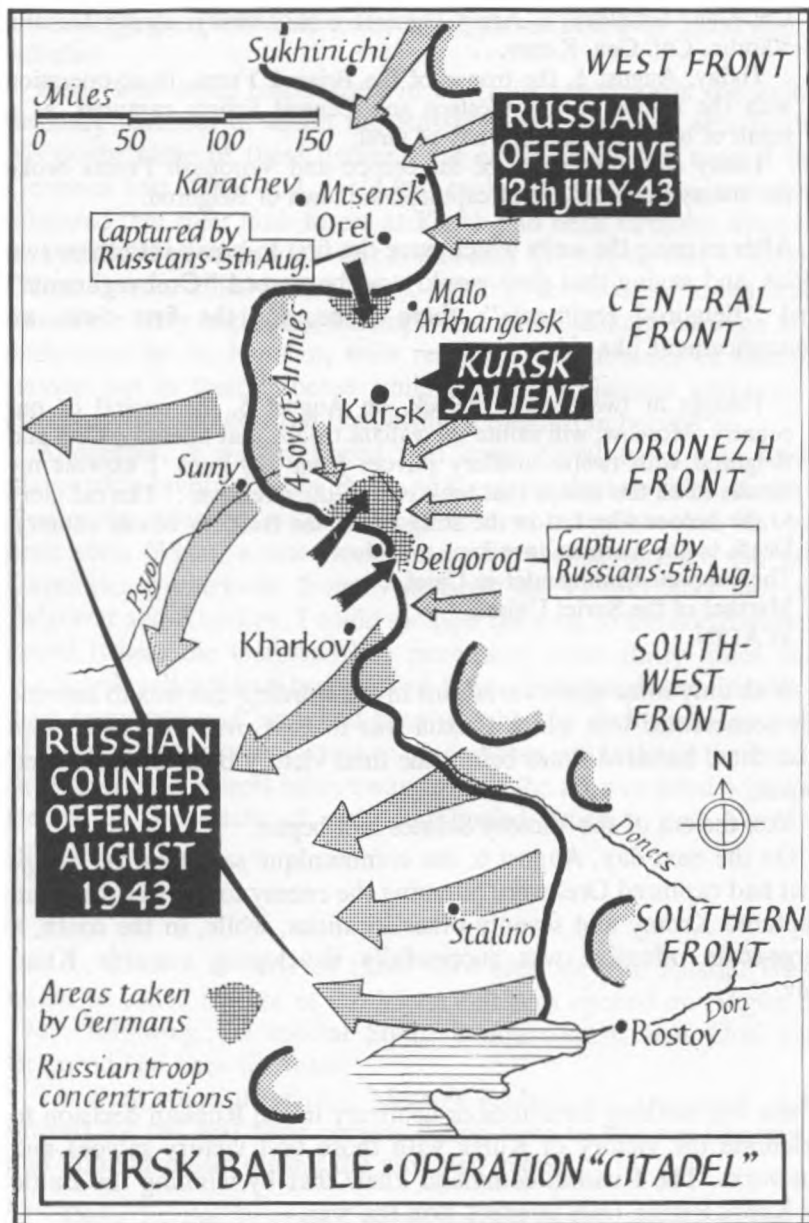 Sukhinichi
WEST FRONT
Miles
0 50 100 150
RUSSIAN
OFFENSIVE
12th JULY·43
Karachev
Mtsensk
Orel
Captured by
Russians·5th Aug.
Malo
Arkhangelsk
CENTRAL
FRONT
4 Soviet Armies
KURSK
SALIENT
Kursk
VORONEZH
FRONT
Sumy
Psyol
Belgorod
Captured by
Russians·5th Aug.
Kharkov
SOUTH-
WEST
FRONT
RUSSIAN
COUNTER
OFFENSIVE
AUGUST
1943
N
Donets
Stalino
SOUTHERN
FRONT
Areas taken
by Germans
Don
Rostov
Russian troop
concentrations
KURSK BATTLE · OPERATION "CITADEL"